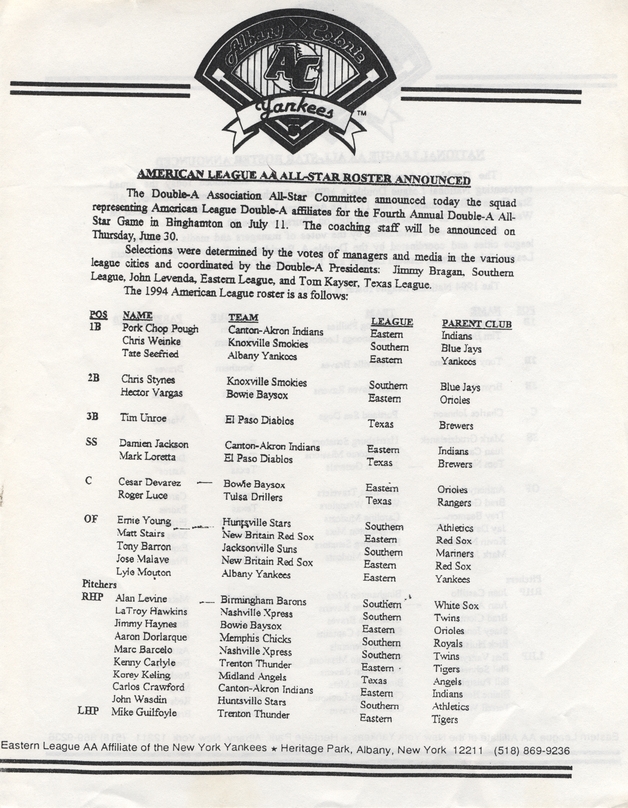 Albany Colonie
AC
Yankees
TM
AMERICAN LEAGUE AA ALL-STAR ROSTER ANNOUNCED
The Double-A Association All-Star Committee announced today the squad
representing American League Double-A affiliates for the Fourth Annual Double-A All-
Star Game in Binghamton on July 11. The coaching staff will be announced on
Thursday, June 30.
Selections were determined by the votes of managers and media in the various
league cities and coordinated by the Double-A Presidents: Jimmy Bragan, Southern
League, John Levenda, Eastern League, and Tom Kayser, Texas League.
The 1994 American League roster is as follows:
POS NAME TEAM LEAGUE PARENT CLUB
1B Pork Chop Pough Canton-Akron Indians Eastern Indians
Chris Weinke Knoxville Smokies Southern Blue Jays
Tate Seefried Albany Yankees Eastern Yankees
2B Chris Stynes Knoxville Smokies Southern Blue Jays
Hector Vargas Bowie Baysox Eastern Orioles
3B Tim Unroe El Paso Diablos Texas Brewers
SS Damien Jackson Canton-Akron Indians Eastern Indians
Mark Loretta El Paso Diablos Texas Brewers
C Cesar Devarez — Bowie Baysox Eastern Orioles
Roger Luce Tulsa Drillers Texas Rangers
OF Ernie Young Huntsville Stars Southern Athletics
Matt Stairs New Britain Red Sox Eastern Red Sox
Tony Barron Jacksonville Suns Southern Mariners
Jose Malave New Britain Red Sox Eastern Red Sox
Lyle Mouton Albany Yankees Eastern Yankees
Pitchers
RHP Alan Levine Birmingham Barons Southern White Sox
LaTroy Hawkins Nashville Xpress Southern Twins
Jimmy Haynes Bowie Baysox Eastern Orioles
Aaron Dorlarque Memphis Chicks Southern Royals
Marc Barcelo Nashville Xpress Southern Twins
Kenny Carlyle Trenton Thunder Eastern Tigers
Korey Keling Midland Angels Texas Angels
Carlos Crawford Canton-Akron Indians Eastern Indians
John Wasdin Huntsville Stars Southern Athletics
LHP Mike Guilfoyle Trenton Thunder Eastern Tigers
Eastern League AA Affiliate of the New York Yankees ★ Heritage Park, Albany, New York 12211 (518) 869-9236